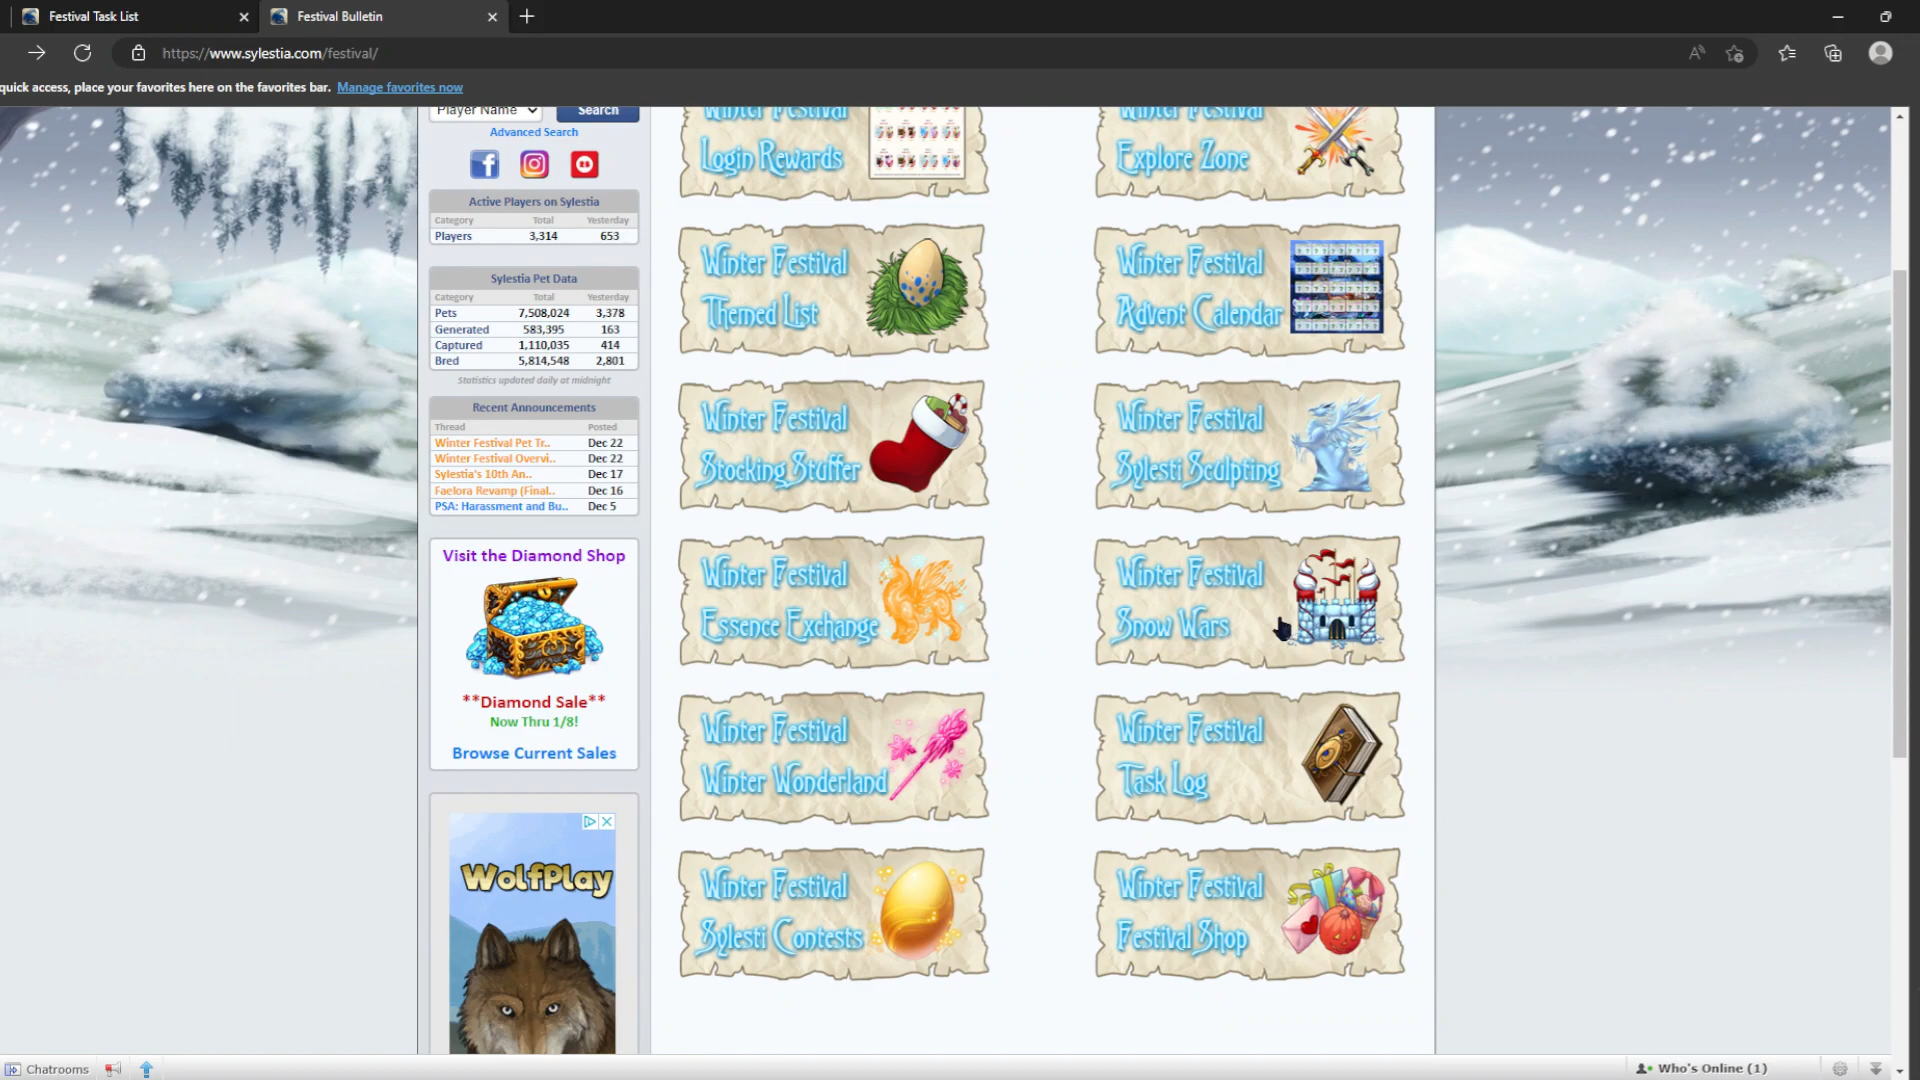 Festival Task List
Festival Bulletin
https://www.sylestia.com/festival/
quick access, place your favorites here on the favorites bar. Manage favorites now
Player Name
Search
Advanced Search
Active Players on Sylestia
Category Total Yesterday
Players 3,314 653
Sylestia Pet Data
Category Total Yesterday
Pets 7,508,024 3,378
Generated 583,395 163
Captured 1,110,035 414
Bred 5,814,548 2,801
Statistics updated daily at midnight
Recent Announcements
Thread Posted
Winter Festival Pet Tr.. Dec 22
Winter Festival Overvi.. Dec 22
Sylestia's 10th An.. Dec 17
Faelora Revamp (Final.. Dec 16
PSA: Harassment and Bu.. Dec 5
Visit the Diamond Shop
**Diamond Sale**
Now Thru 1/8!
Browse Current Sales
WolfPlay
Winter Festival
Login Rewards
Winter Festival
Explore Zone
Winter Festival
Themed List
Winter Festival
Advent Calendar
Winter Festival
Stocking Stuffer
Winter Festival
Sylesti Sculpting
Winter Festival
Essence Exchange
Winter Festival
Snow Wars
Winter Festival
Winter Wonderland
Winter Festival
Task Log
Winter Festival
Sylesti Contests
Winter Festival
Festival Shop
Chatrooms
Who's Online (1)